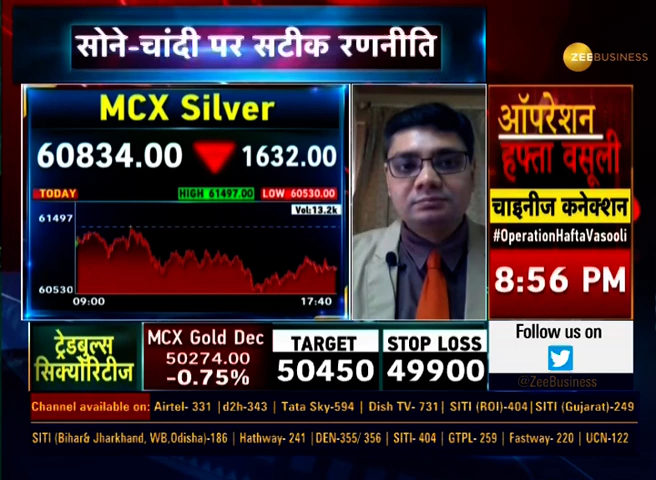 सोने-चांदी पर सटीक रणनीति
ZEEBUSINESS
MCX Silver
60834.00 1632.00
TODAY HIGH 61497.00 LOW 60530.00
Vol:13.2k
61497
60530
09:00 17:40
ऑपरेशन
हफ्ता वसूली
चाइनीज कनेक्शन
#OperationHaftaVasooli
8:56 PM
ट्रेडबुल्स
सिक्योरिटीज
MCX Gold Dec
50274.00
-0.75%
TARGET
50450
STOP LOSS
49900
Follow us on
@ZeeBusiness
Channel available on: Airtel- 331 | d2h-343 | Tata Sky-594 | Dish TV- 731 | SITI (ROI)-404 | SITI (Gujarat)-249
SITI (Bihar& Jharkhand, WB,Odisha)-186 | Hathway- 241 | DEN-355/ 356 | SITI- 404 | GTPL- 259 | Fastway- 220 | UCN-122